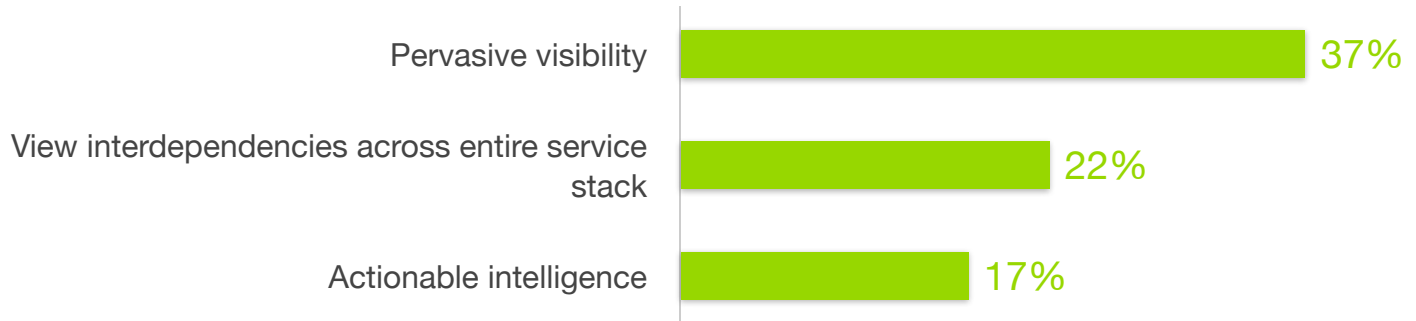 Pervasive visibility
37%
View interdependencies across entire service
stack
22%
Actionable intelligence
17%